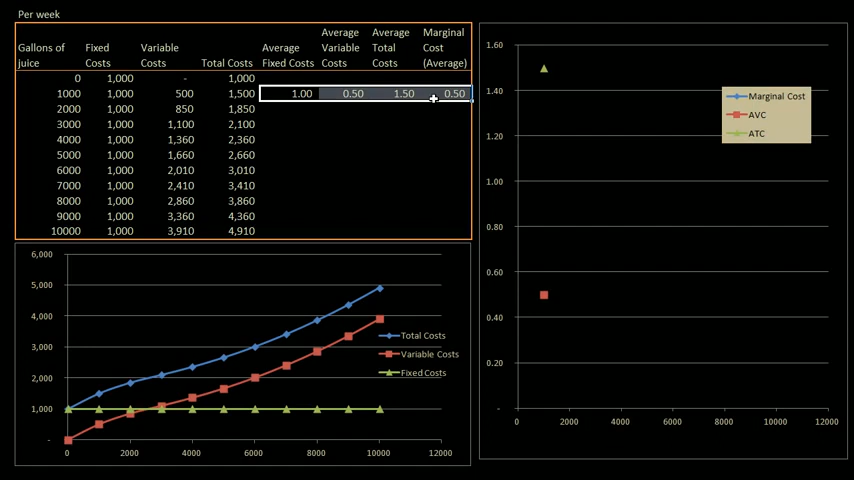 Per week
Gallons of juice Fixed Costs Variable Costs Total Costs Average Fixed Costs Average Variable Costs Average Total Costs Marginal Cost (Average)
0 1,000 - 1,000
1000 1,000 500 1,500 1.00 0.50 1.50 0.50
2000 1,000 850 1,850
3000 1,000 1,100 2,100
4000 1,000 1,360 2,360
5000 1,000 1,660 2,660
6000 1,000 2,010 3,010
7000 1,000 2,410 3,410
8000 1,000 2,860 3,860
9000 1,000 3,360 4,360
10000 1,000 3,910 4,910
6,000
5,000
4,000
3,000
2,000
1,000
-
0 2000 4000 6000 8000 10000 12000
Total Costs
Variable Costs
Fixed Costs
1.60
1.40
1.20
1.00
0.80
0.60
0.40
0.20
-
0 2000 4000 6000 8000 10000 12000
Marginal Cost
AVC
ATC